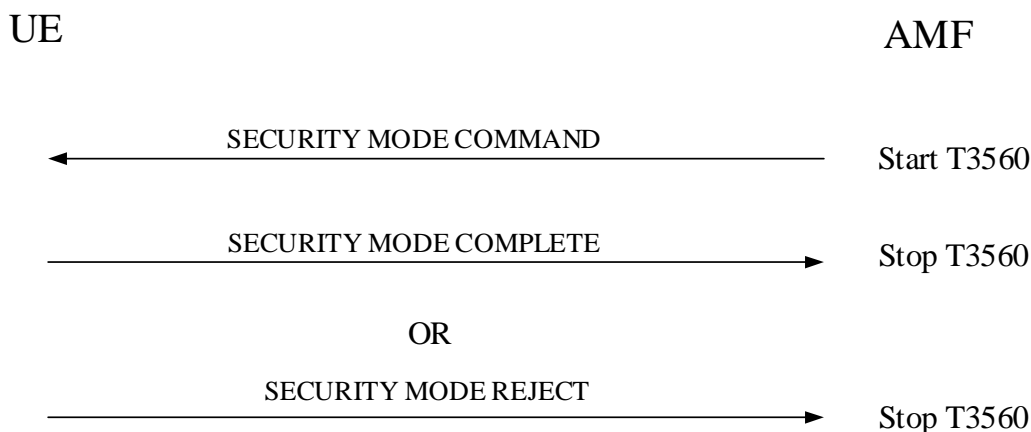 UE
AMF
SECURITY MODE COMMAND
Start T3560
SECURITY MODE COMPLETE
Stop T3560
OR
SECURITY MODE REJECT
Stop T3560